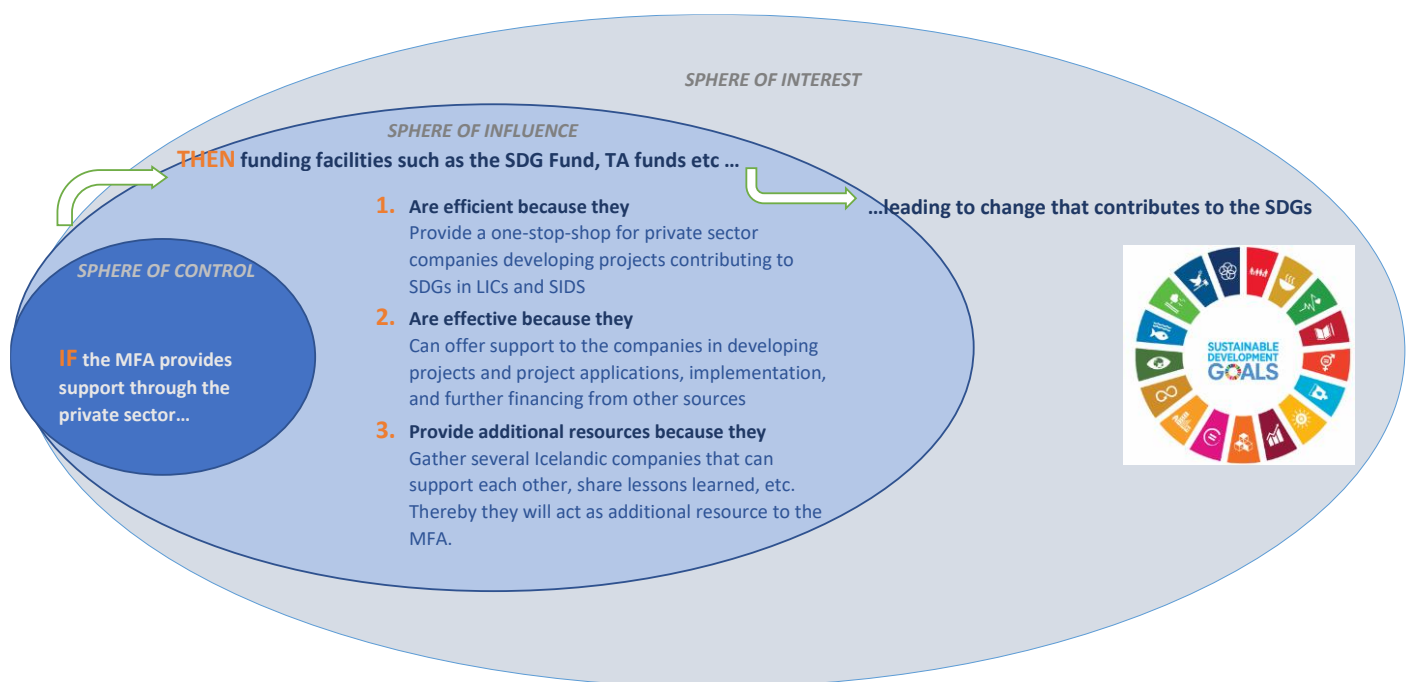 SPHERE OF INTEREST
SPHERE OF INFLUENCE
THEN funding facilities such as the SDG Fund, TA funds etc ...
1. Are efficient because they
Provide a one-stop-shop for private sector
companies developing projects contributing to
SDGs in LICs and SIDS
2. Are effective because they
Can offer support to the companies in developing
projects and project applications, implementation,
and further financing from other sources
3. Provide additional resources because they
Gather several Icelandic companies that can
support each other, share lessons learned, etc.
Thereby they will act as additional resource to the
MFA.
SPHERE OF CONTROL
IF the MFA provides
support through the
private sector...
...leading to change that contributes to the SDGs
SUSTAINABLE
DEVELOPMENT
GOALS